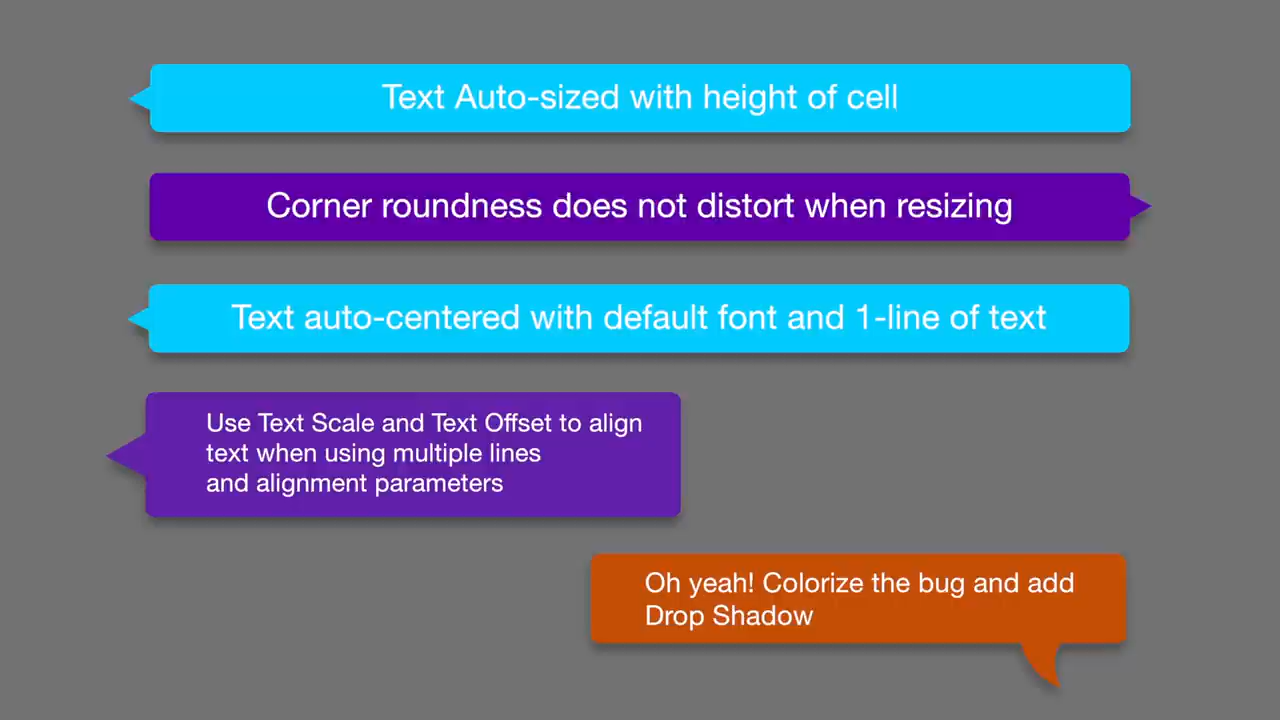 Text Auto-sized with height of cell
Corner roundness does not distort when resizing
Text auto-centered with default font and 1-line of text
Use Text Scale and Text Offset to align
text when using multiple lines
and alignment parameters
Oh yeah! Colorize the bug and add
Drop Shadow